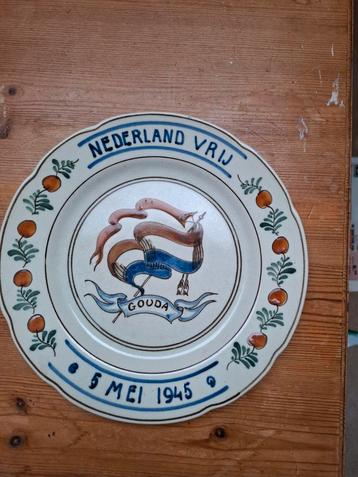 NEDERLAND VRIJ
GOUDA
5 MEI 1945